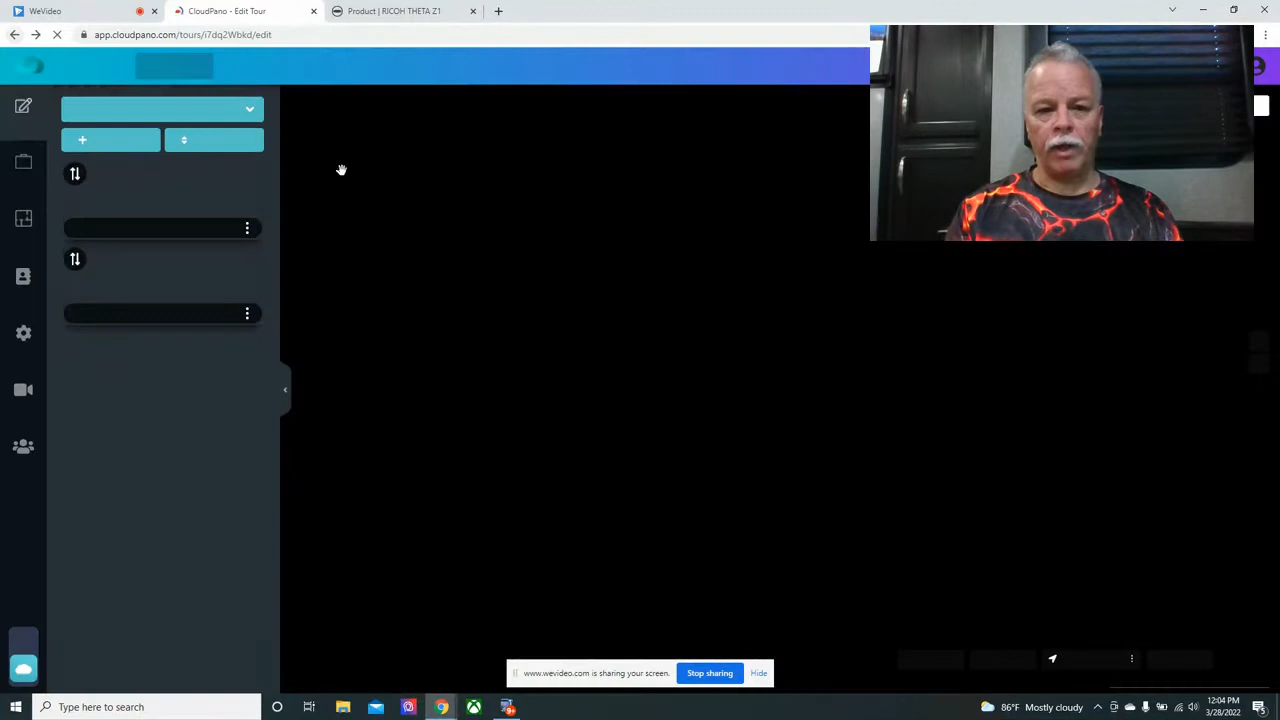 WeVideo
CloudPano - Edit Tour
Product | RICOH THETA Z1
app.cloudpano.com/tours/i7dq2Wbkd/edit
www.wevideo.com is sharing your screen.
Stop sharing
Hide
Type here to search
9+
86°F Mostly cloudy
12:04 PM
3/28/2022